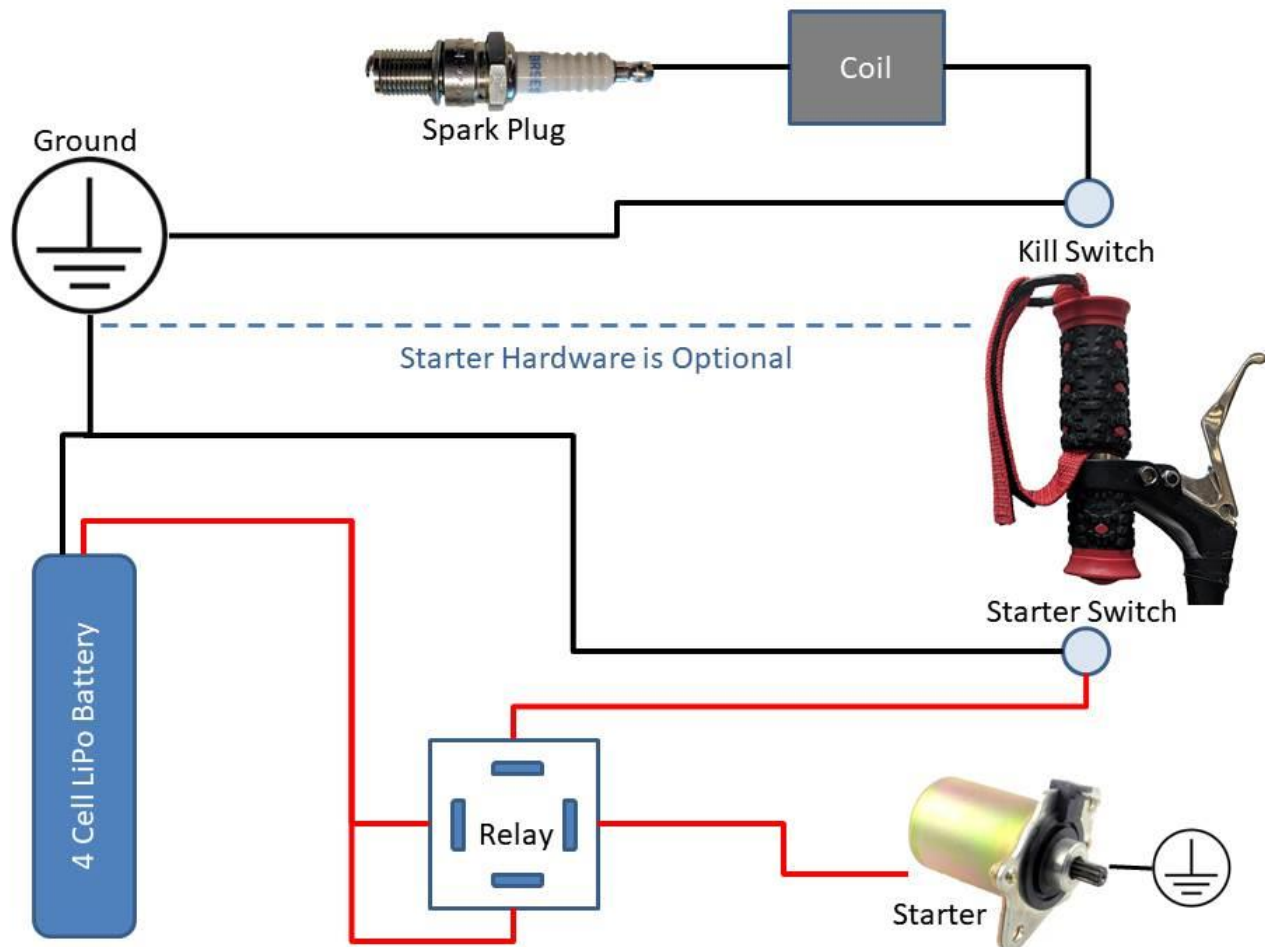 Coil
Spark Plug
Ground
Kill Switch
Starter Hardware is Optional
Starter Switch
4 Cell LiPo Battery
Relay
Starter